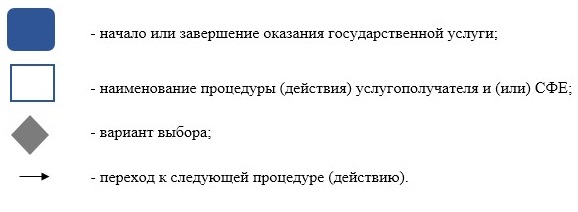 - начало или завершение оказания государственной услуги;
- наименование процедуры (действия) услугополучателя и (или) СФЕ;
- вариант выбора;
- переход к следующей процедуре (действию).